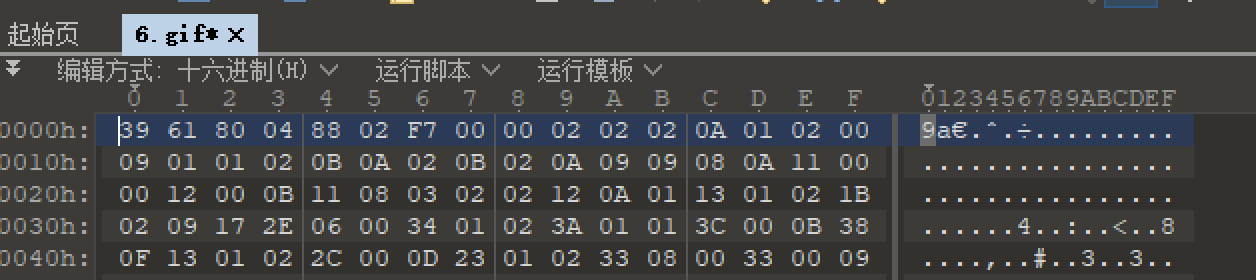 起始页 6.gif* ×
编辑方式: 十六进制(H) 运行脚本 运行模板
0 1 2 3 4 5 6 7 8 9 A B C D E F 0123456789ABCDEF
0000h: 39 61 80 04 88 02 F7 00 00 02 02 02 0A 01 02 00 9a€.ˆ.÷.........
0010h: 09 01 01 02 0B 0A 02 0B 02 0A 09 09 08 0A 11 00 ................
0020h: 00 12 00 0B 11 08 03 02 02 12 0A 01 13 01 02 1B ................
0030h: 02 09 17 2E 06 00 34 01 02 3A 01 01 3C 00 0B 38 ......4..:..<..8
0040h: 0F 13 01 02 2C 00 0D 23 01 02 33 08 00 33 00 09 ....,..#..3..3..